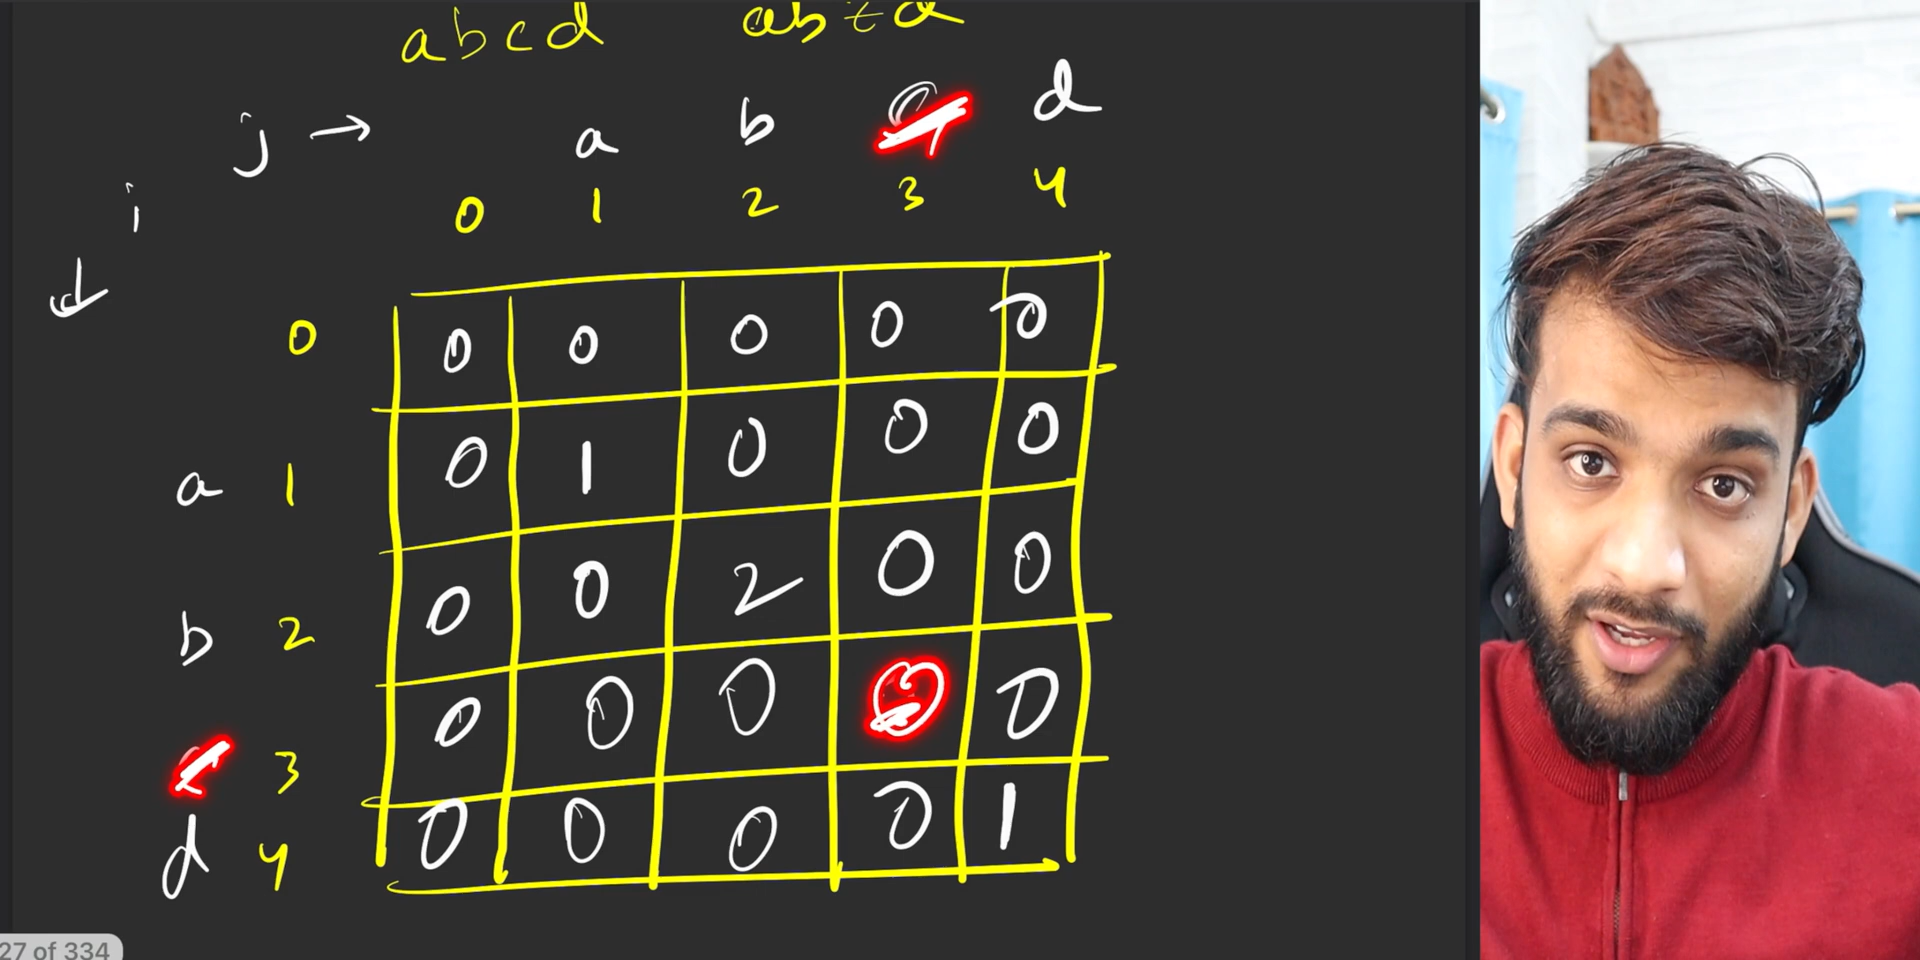 abcd abzd
j → a b d
i 0 1 2 3 4
0 0 0 0 0 0
a 1 0 1 0 0 0
b 2 0 0 2 0 0
c 3 0 0 0 0 0
d 4 0 0 0 0 1
27 of 334